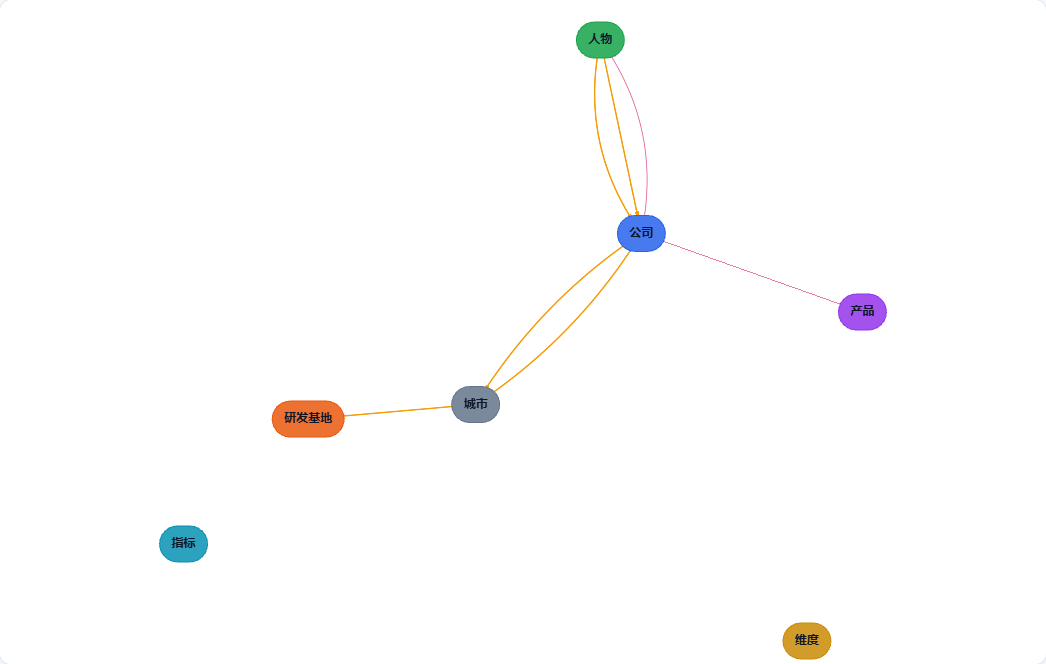 人物
公司
产品
城市
研发基地
指标
维度